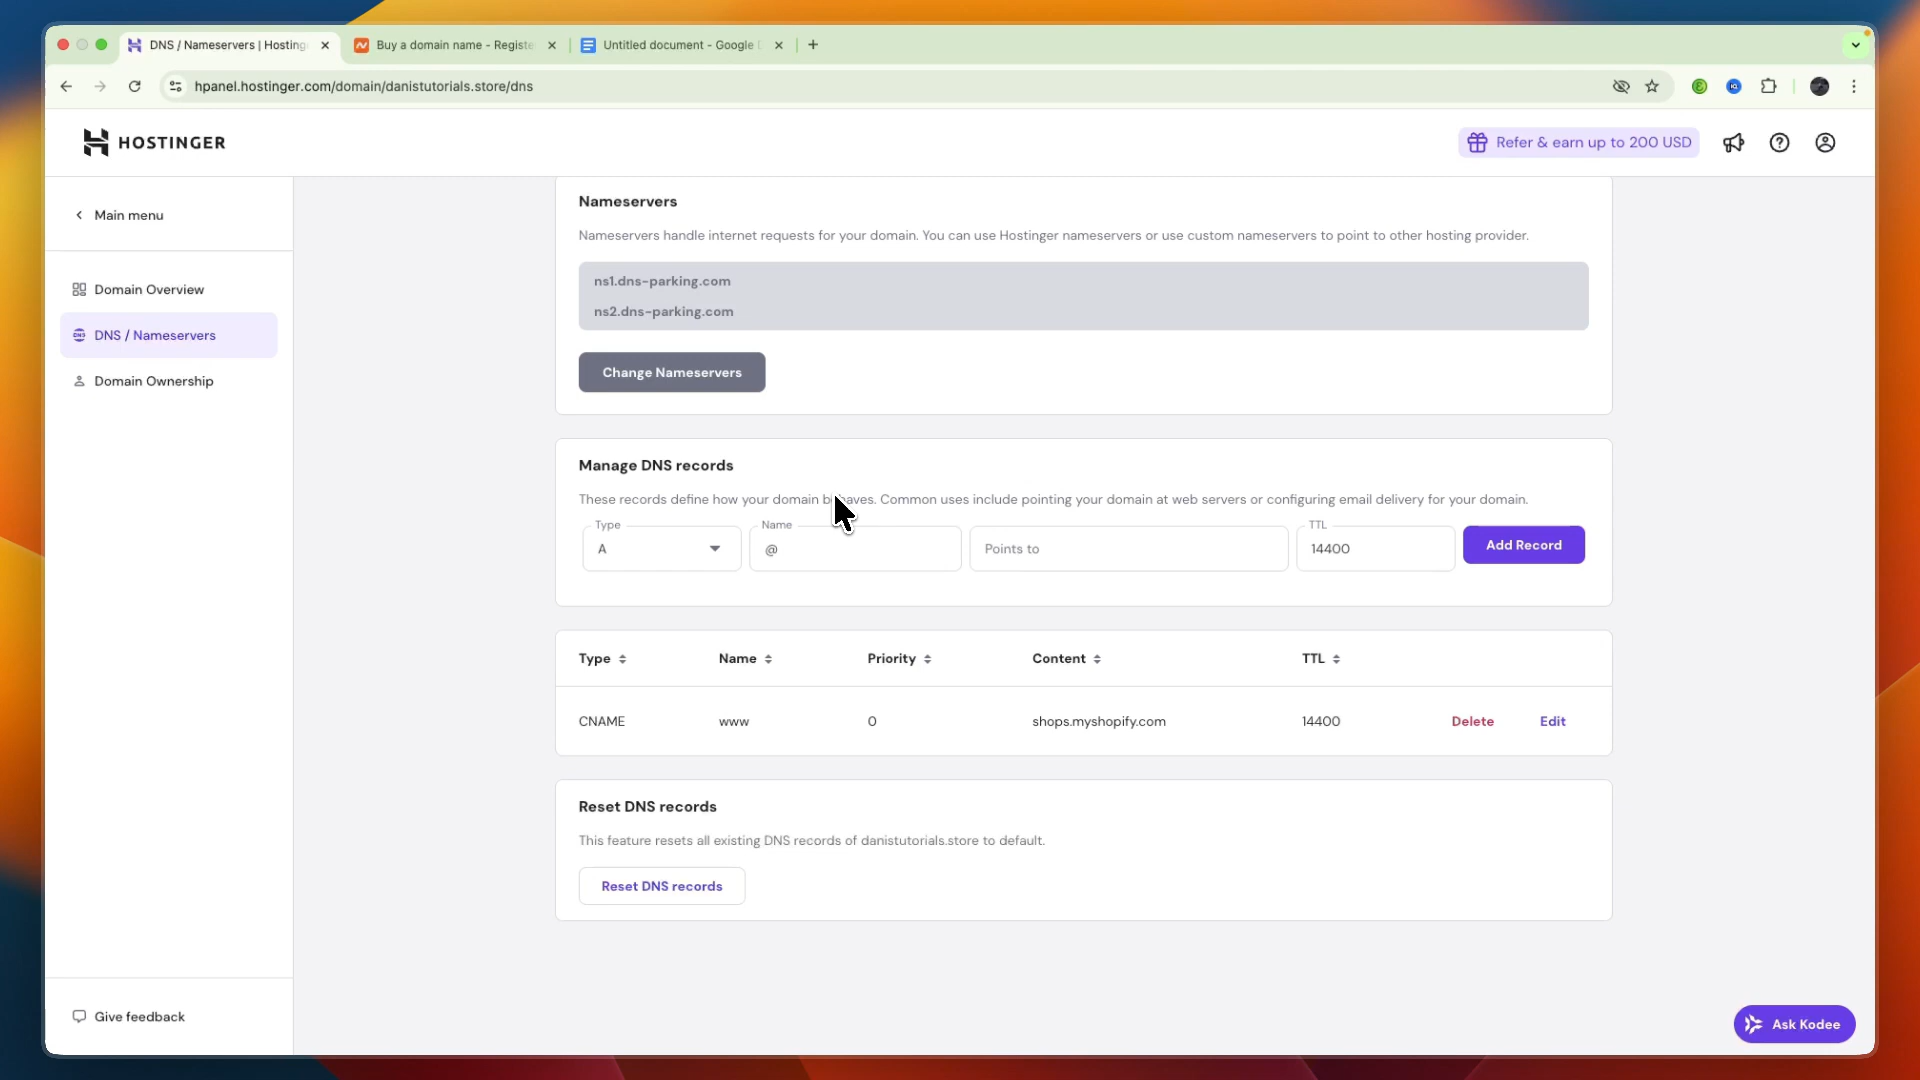 DNS / Nameservers | Hosting
Buy a domain name - Registe
Untitled document - Google D
hpanel.hostinger.com/domain/danistutorials.store/dns
HOSTINGER
Refer & earn up to 200 USD
Main menu
Domain Overview
DNS / Nameservers
Domain Ownership
Nameservers
Nameservers handle internet requests for your domain. You can use Hostinger nameservers or use custom nameservers to point to other hosting provider.
ns1.dns-parking.com
ns2.dns-parking.com
Change Nameservers
Manage DNS records
These records define how your domain behaves. Common uses include pointing your domain at web servers or configuring email delivery for your domain.
Type
Name
TTL
A
@
Points to
14400
Add Record
Type Name Priority Content TTL
CNAME www 0 shops.myshopify.com 14400 Delete Edit
Reset DNS records
This feature resets all existing DNS records of danistutorials.store to default.
Reset DNS records
Give feedback
Ask Kodee